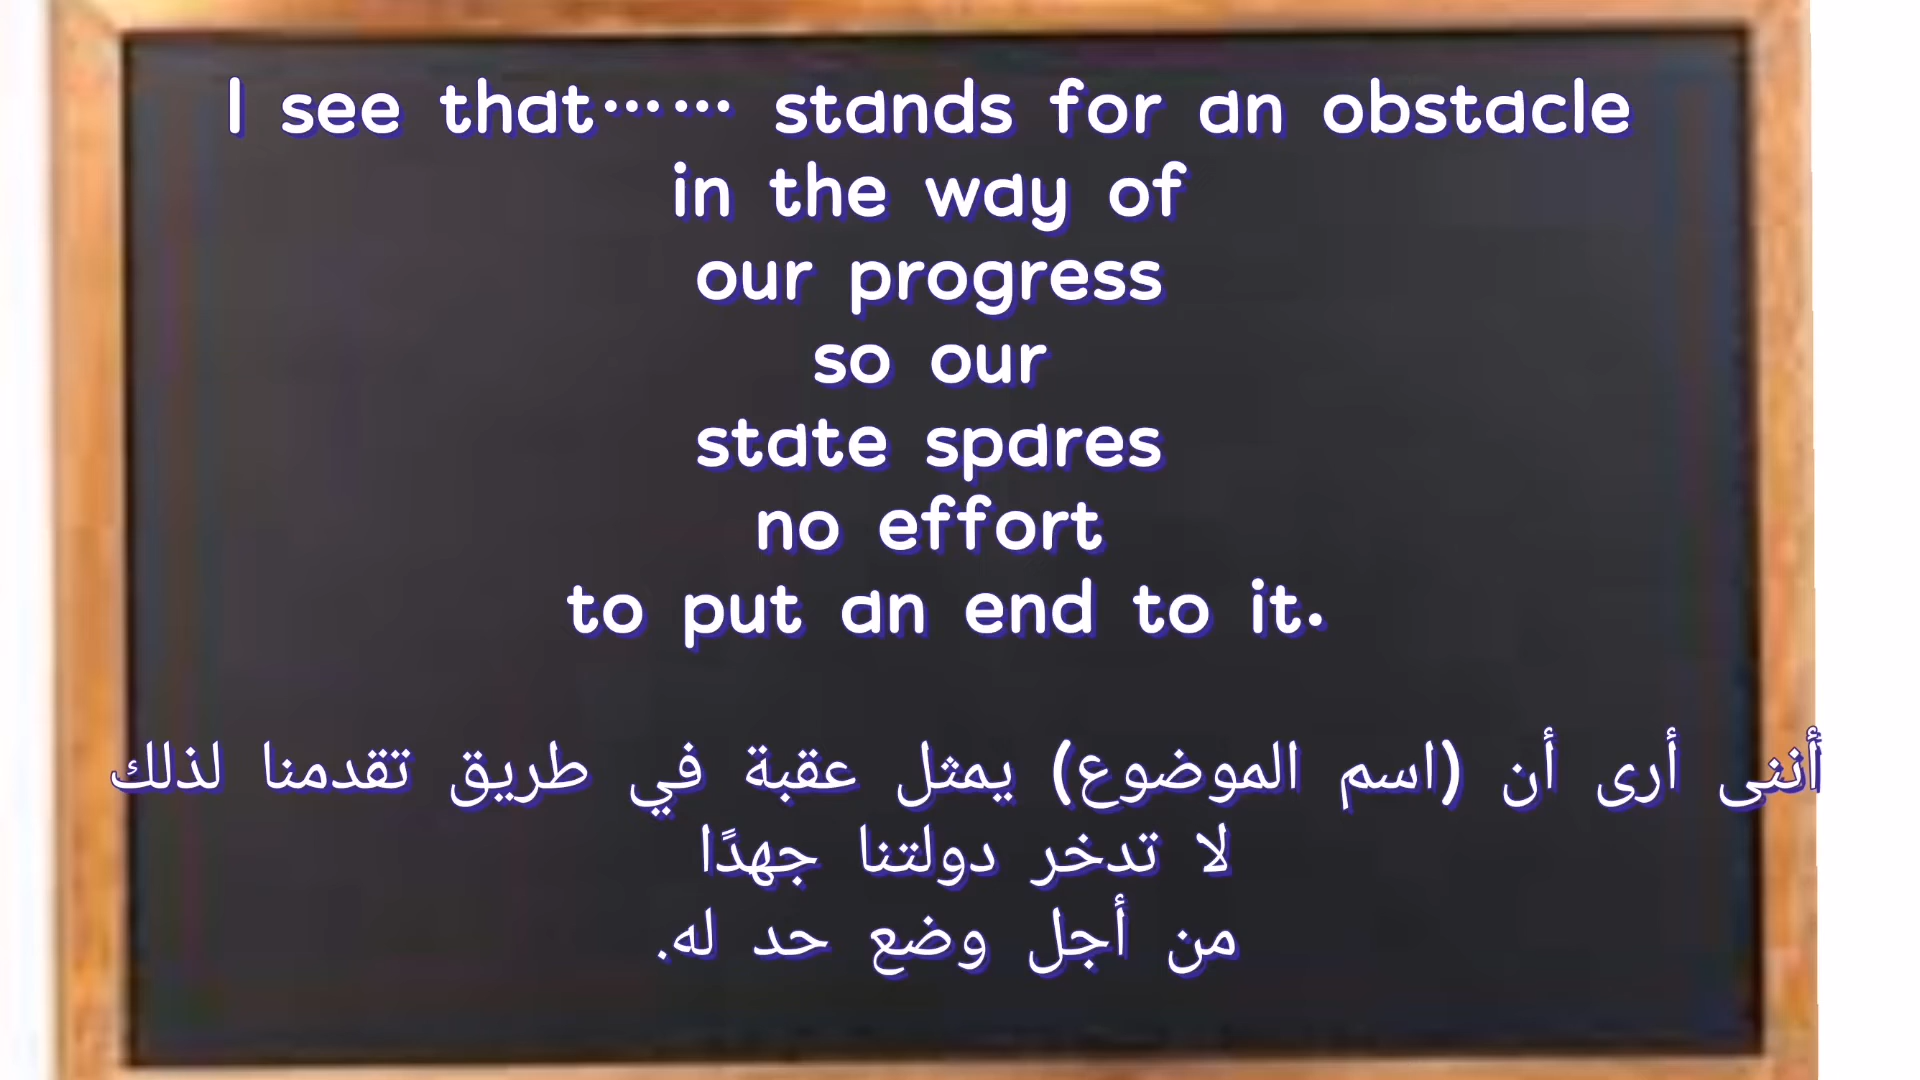 I see that…… stands for an obstacle
in the way of
our progress
so our
state spares
no effort
to put an end to it.
أننى أرى أن (اسم الموضوع) يمثل عقبة في طريق تقدمنا لذلك
لا تدخر دولتنا جهدًا
من أجل وضع حد له.